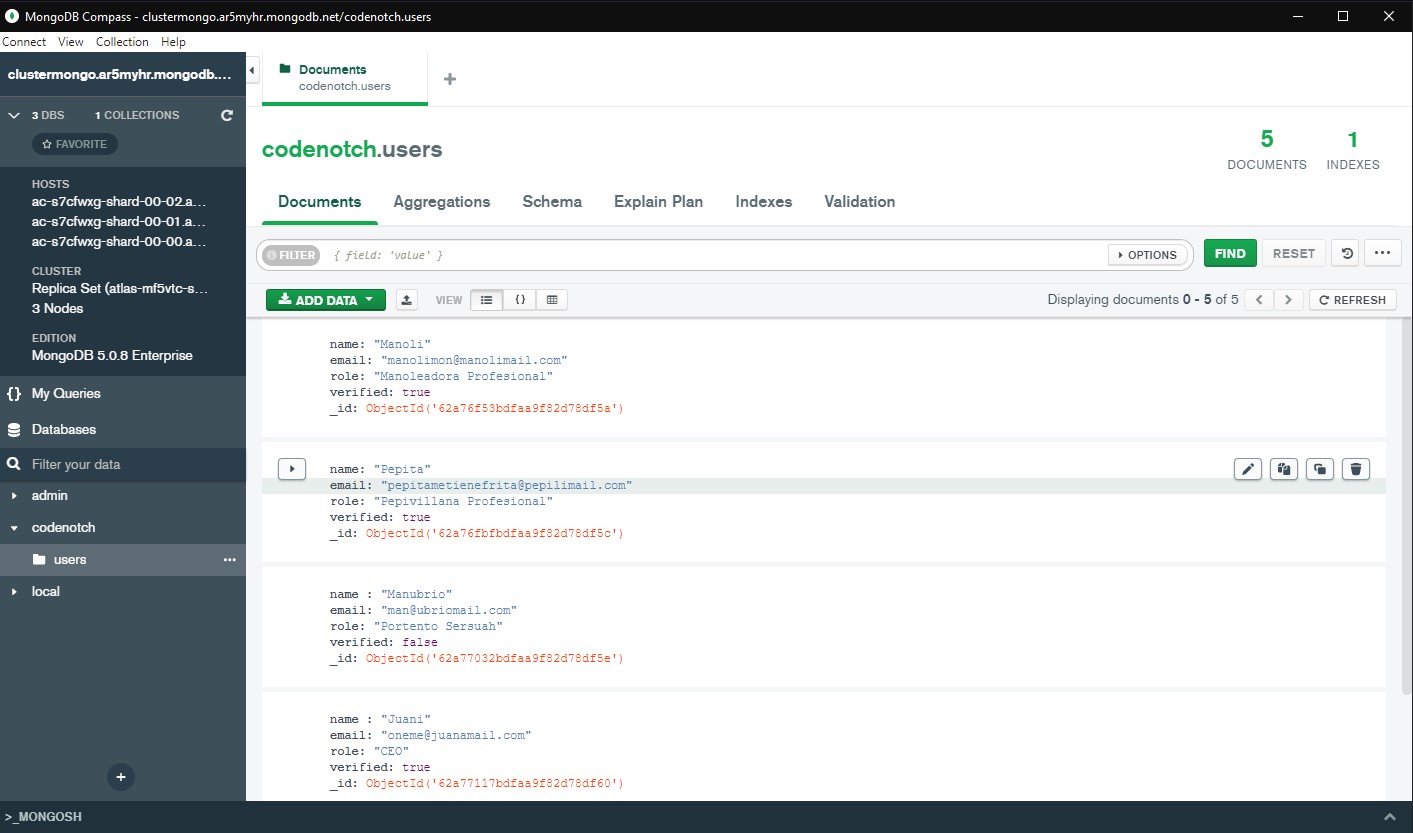 MongoDB Compass - clustermongo.ar5myhr.mongodb.net/codenotch.users
Connect View Collection Help
clustermongo.ar5myhr.mongodb....
3 DBS 1 COLLECTIONS
FAVORITE
HOSTS
ac-s7cfwxg-shard-00-02.a...
ac-s7cfwxg-shard-00-01.a...
ac-s7cfwxg-shard-00-00.a...
CLUSTER
Replica Set (atlas-mf5vtc-s...
3 Nodes
EDITION
MongoDB 5.0.8 Enterprise
{} My Queries
Databases
Filter your data
admin
codenotch
users ...
local
+
Documents
codenotch.users
+
codenotch.users
5
DOCUMENTS
1
INDEXES
Documents Aggregations Schema Explain Plan Indexes Validation
FILTER { field: 'value' } OPTIONS FIND RESET ...
ADD DATA VIEW {} Displaying documents 0 - 5 of 5 < > REFRESH
name: "Manoli"
email: "manolimon@manolimail.com"
role: "Manoleadora Profesional"
verified: true
_id: ObjectId('62a76f53bdfaa9f82d78df5a')
name: "Pepita"
email: "pepitametienefrita@pepilimail.com"
role: "Pepivillana Profesional"
verified: true
_id: ObjectId('62a76fbfbdfaa9f82d78df5c')
name : "Manubrio"
email: "man@ubriomail.com"
role: "Portento Sersuah"
verified: false
_id: ObjectId('62a77032bdfaa9f82d78df5e')
name : "Juani"
email: "oneme@juanamail.com"
role: "CEO"
verified: true
_id: ObjectId('62a77117bdfaa9f82d78df60')
>_MONGOSH